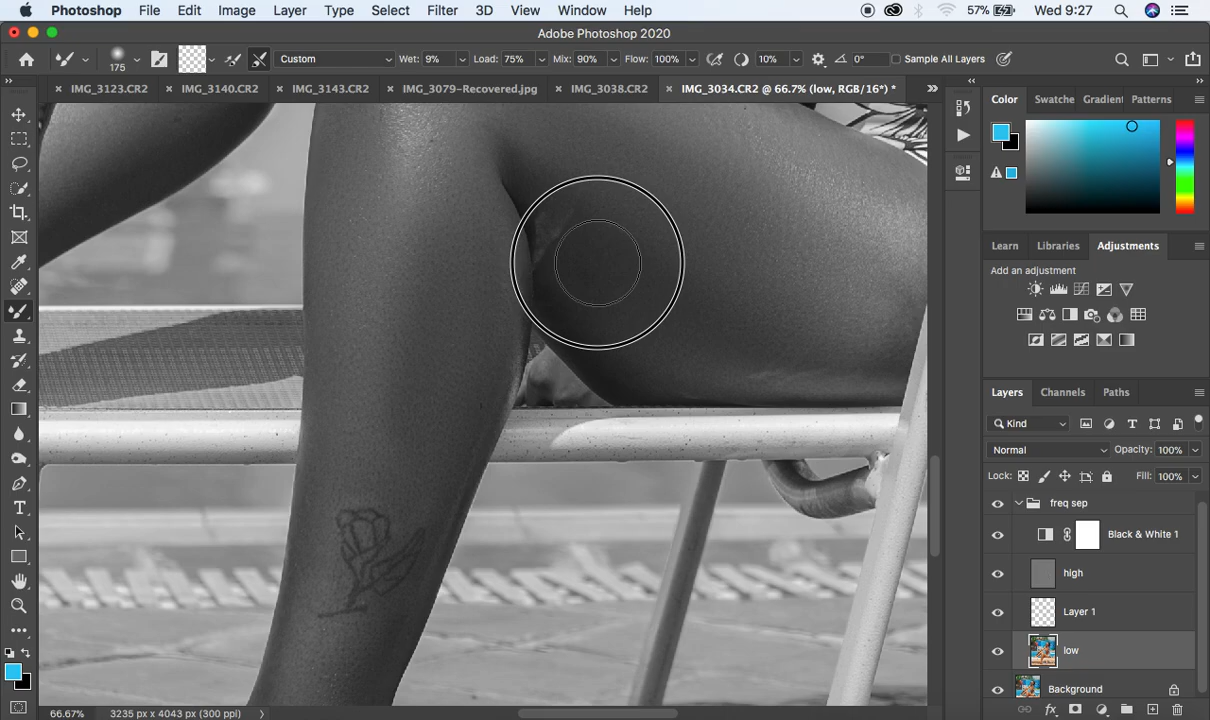 Photoshop File Edit Image Layer Type Select Filter 3D View Window Help 57% Wed 9:27
Adobe Photoshop 2020
175 Custom Wet: 9% Load: 75% Mix: 90% Flow: 100% 10% 0° Sample All Layers
IMG_3123.CR2 IMG_3140.CR2 IMG_3143.CR2 IMG_3079-Recovered.jpg IMG_3038.CR2 IMG_3034.CR2 @ 66.7% (low, RGB/16*) *
Color Swatche Gradient Patterns
Learn Libraries Adjustments
Add an adjustment
Layers Channels Paths
Kind
Normal Opacity: 100%
Lock: Fill: 100%
freq sep
Black & White 1
high
Layer 1
low
Background
66.67% 3235 px x 4043 px (300 ppi)